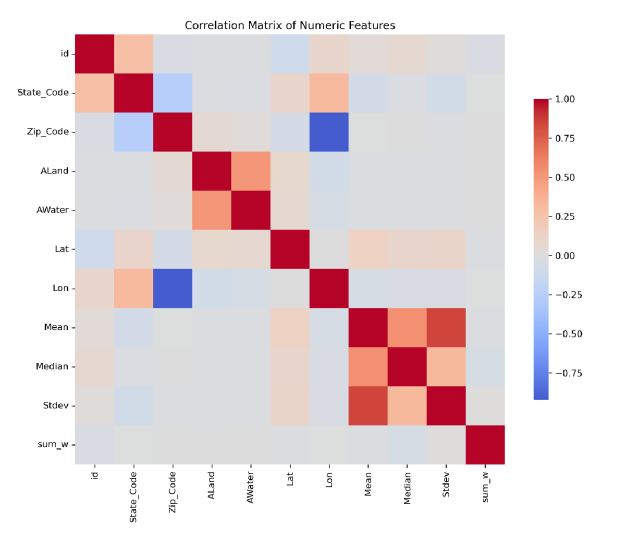 Correlation Matrix of Numeric Features
id
State_Code
Zip_Code
ALand
AWater
Lat
Lon
Mean
Median
Stdev
sum_w
id
State_Code
Zip_Code
ALand
AWater
Lat
Lon
Mean
Median
Stdev
sum_w
1.00
0.75
0.50
0.25
0.00
−0.25
−0.50
−0.75